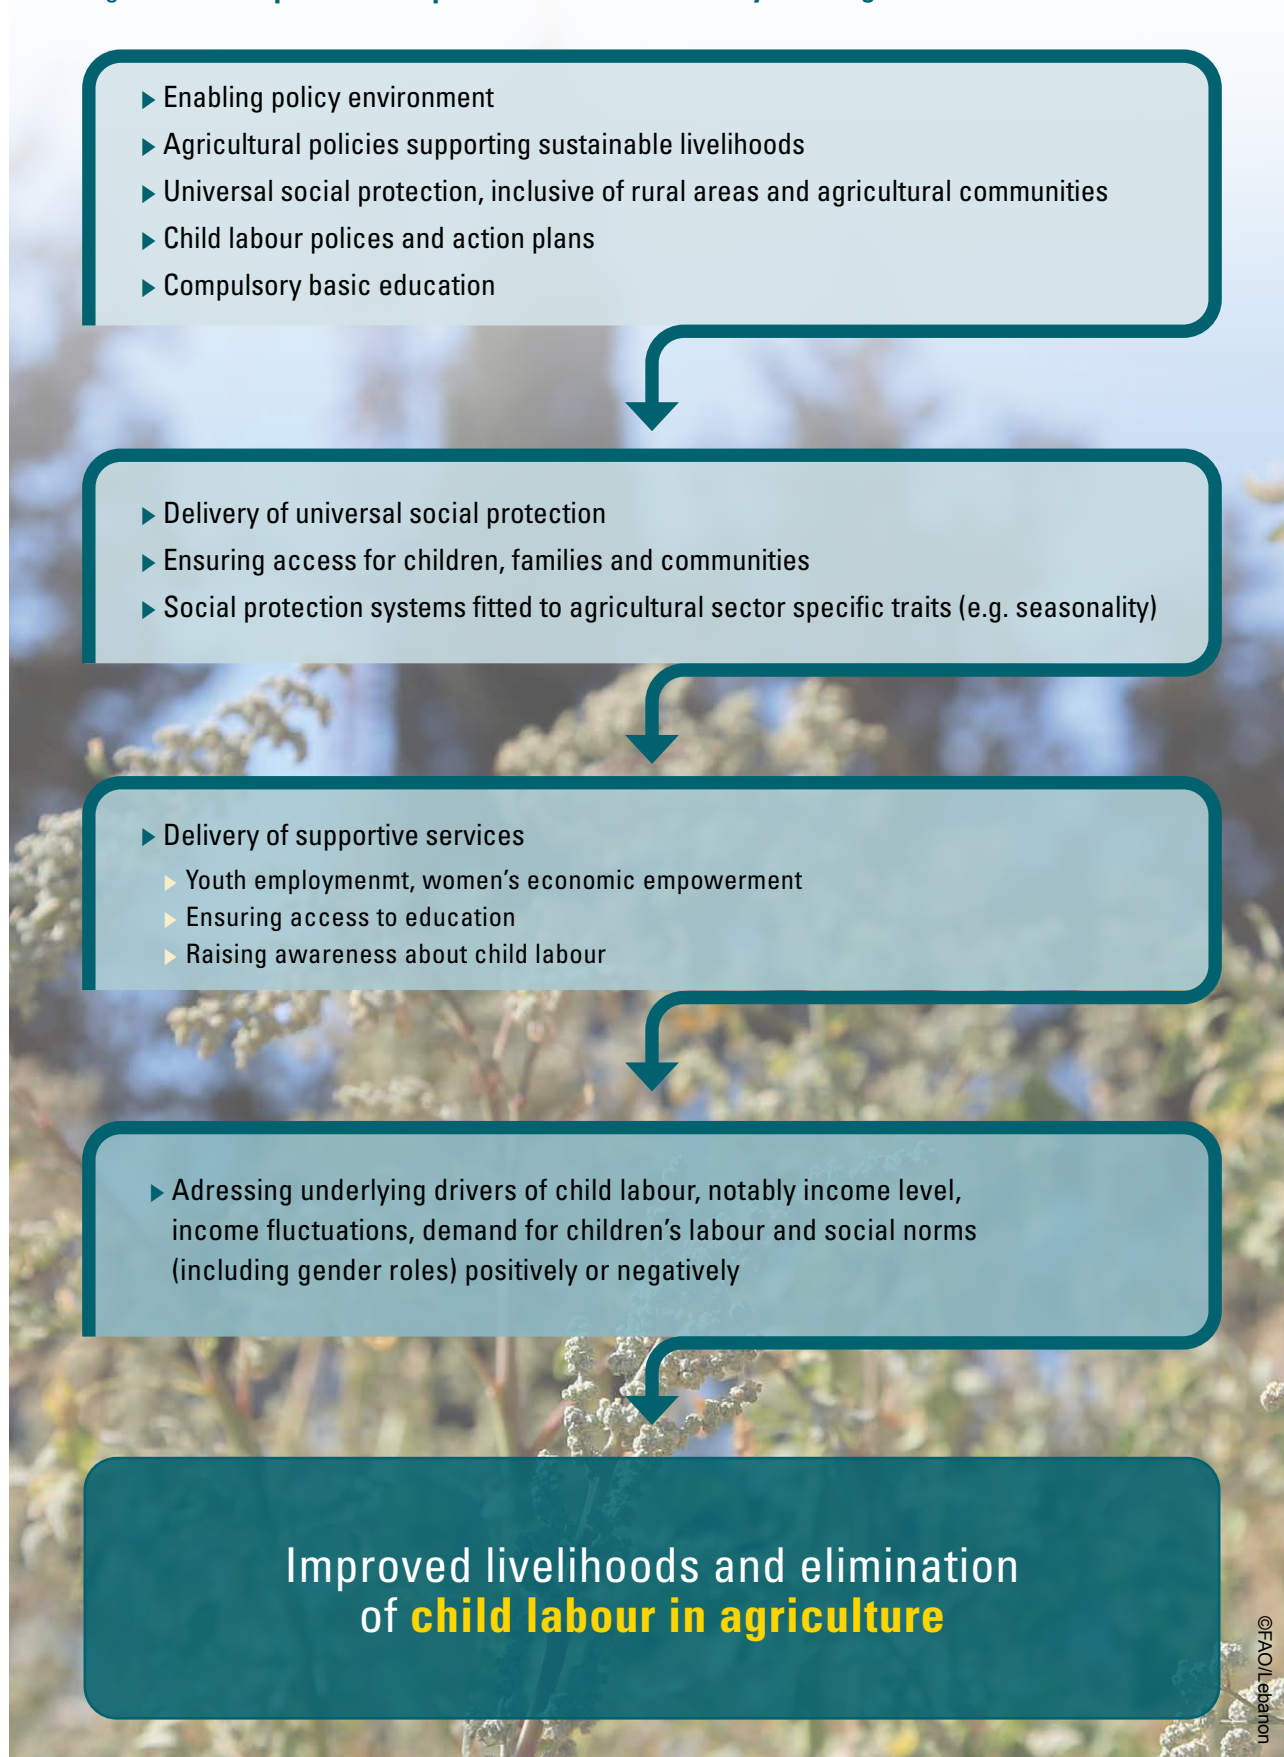 Enabling policy environment
Agricultural policies supporting sustainable livelihoods
Universal social protection, inclusive of rural areas and agricultural communities
Child labour polices and action plans
Compulsory basic education
Delivery of universal social protection
Ensuring access for children, families and communities
Social protection systems fitted to agricultural sector specific traits (e.g. seasonality)
Delivery of supportive services
Youth employmenmt, women's economic empowerment
Ensuring access to education
Raising awareness about child labour
Adressing underlying drivers of child labour, notably income level,
income fluctuations, demand for children's labour and social norms
(including gender roles) positively or negatively
Improved livelihoods and elimination
of child labour in agriculture
©FAO/Lebanon